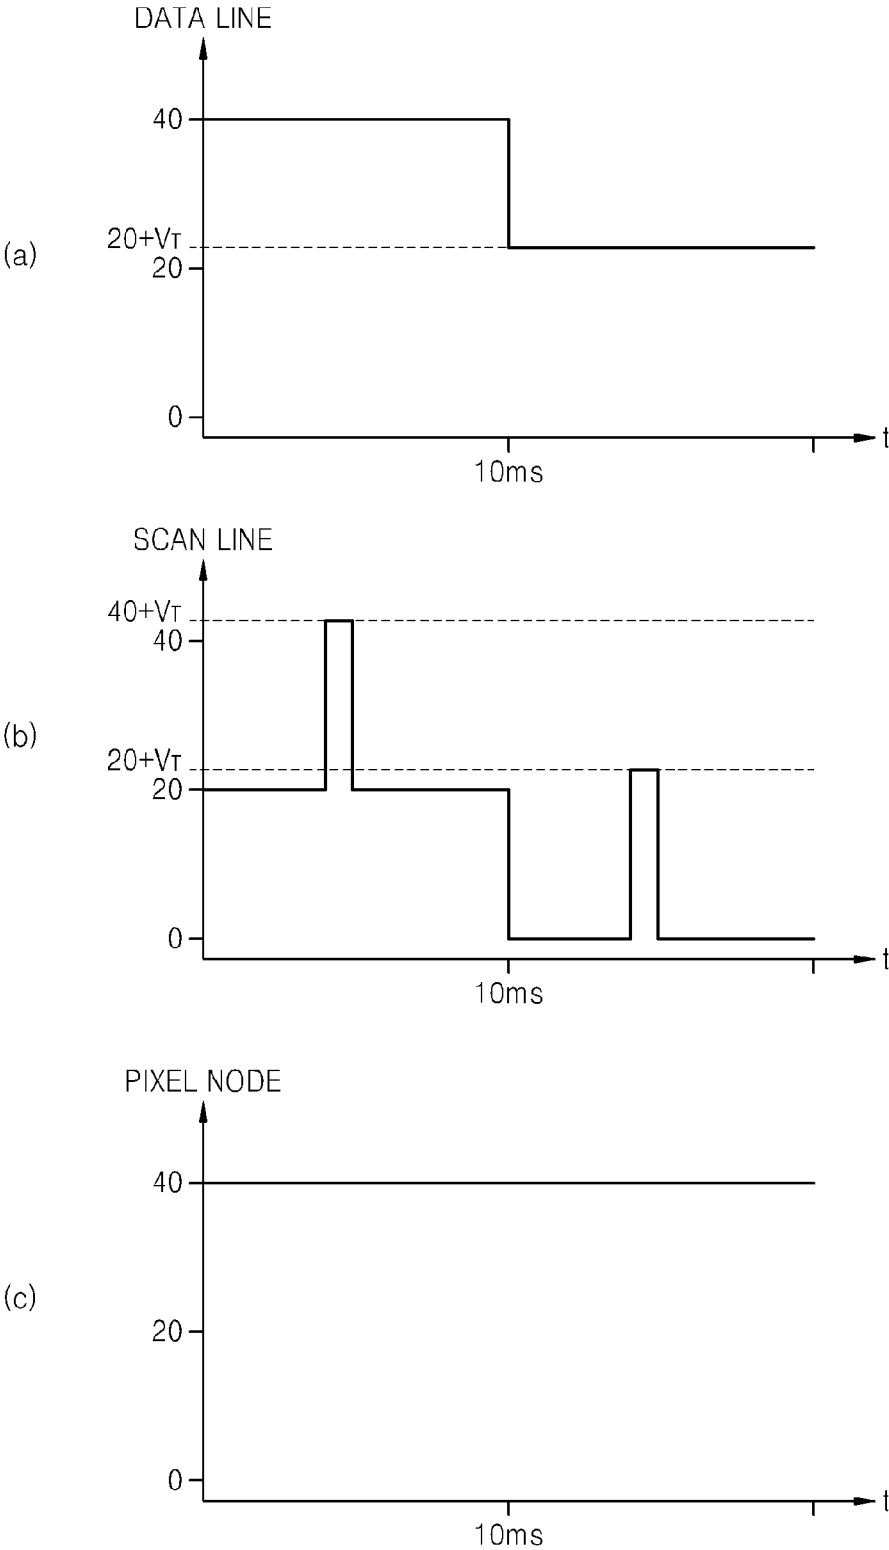 DATA LINE
40
20+VT
20
0
t
10ms
(a)
SCAN LINE
40+VT
40
20+VT
20
0
t
10ms
(b)
PIXEL NODE
40
20
0
t
10ms
(c)